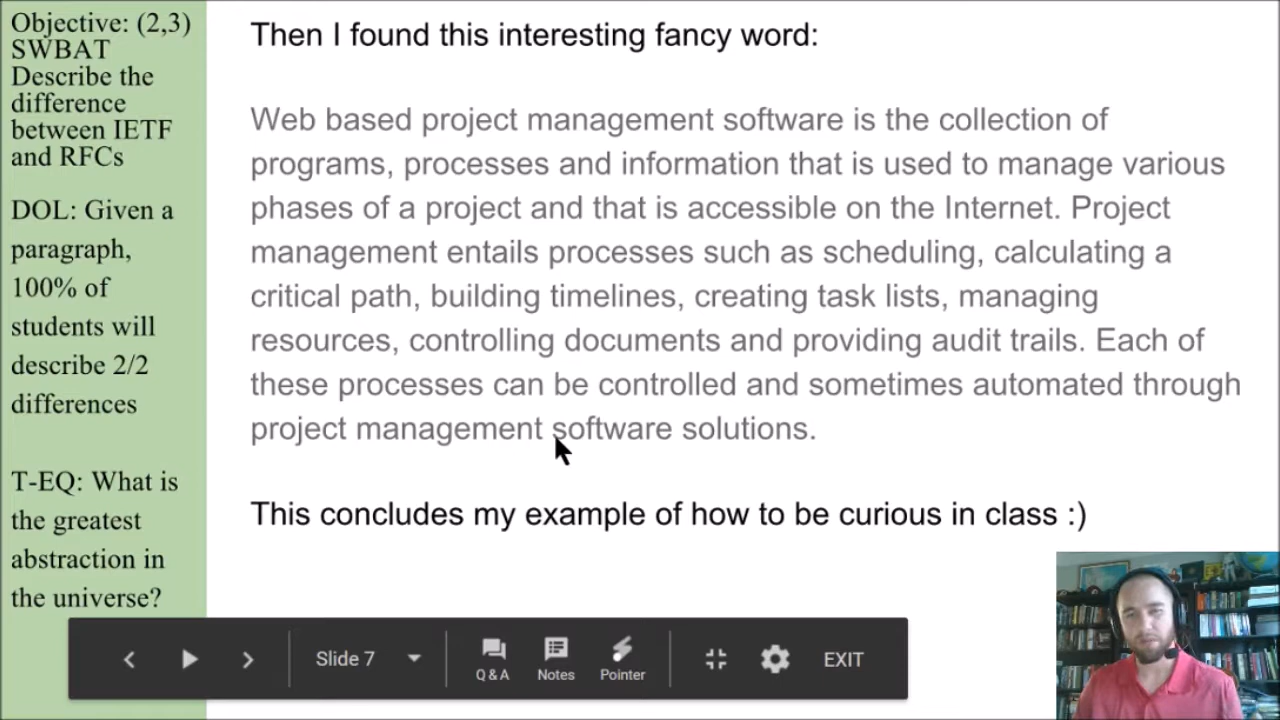 Objective: (2,3)
SWBAT
Describe the
difference
between IETF
and RFCs
DOL: Given a
paragraph,
100% of
students will
describe 2/2
differences
T-EQ: What is
the greatest
abstraction in
the universe?
Then I found this interesting fancy word:
Web based project management software is the collection of
programs, processes and information that is used to manage various
phases of a project and that is accessible on the Internet. Project
management entails processes such as scheduling, calculating a
critical path, building timelines, creating task lists, managing
resources, controlling documents and providing audit trails. Each of
these processes can be controlled and sometimes automated through
project management software solutions.
This concludes my example of how to be curious in class :)
Slide 7
Q & A
Notes
Pointer
EXIT